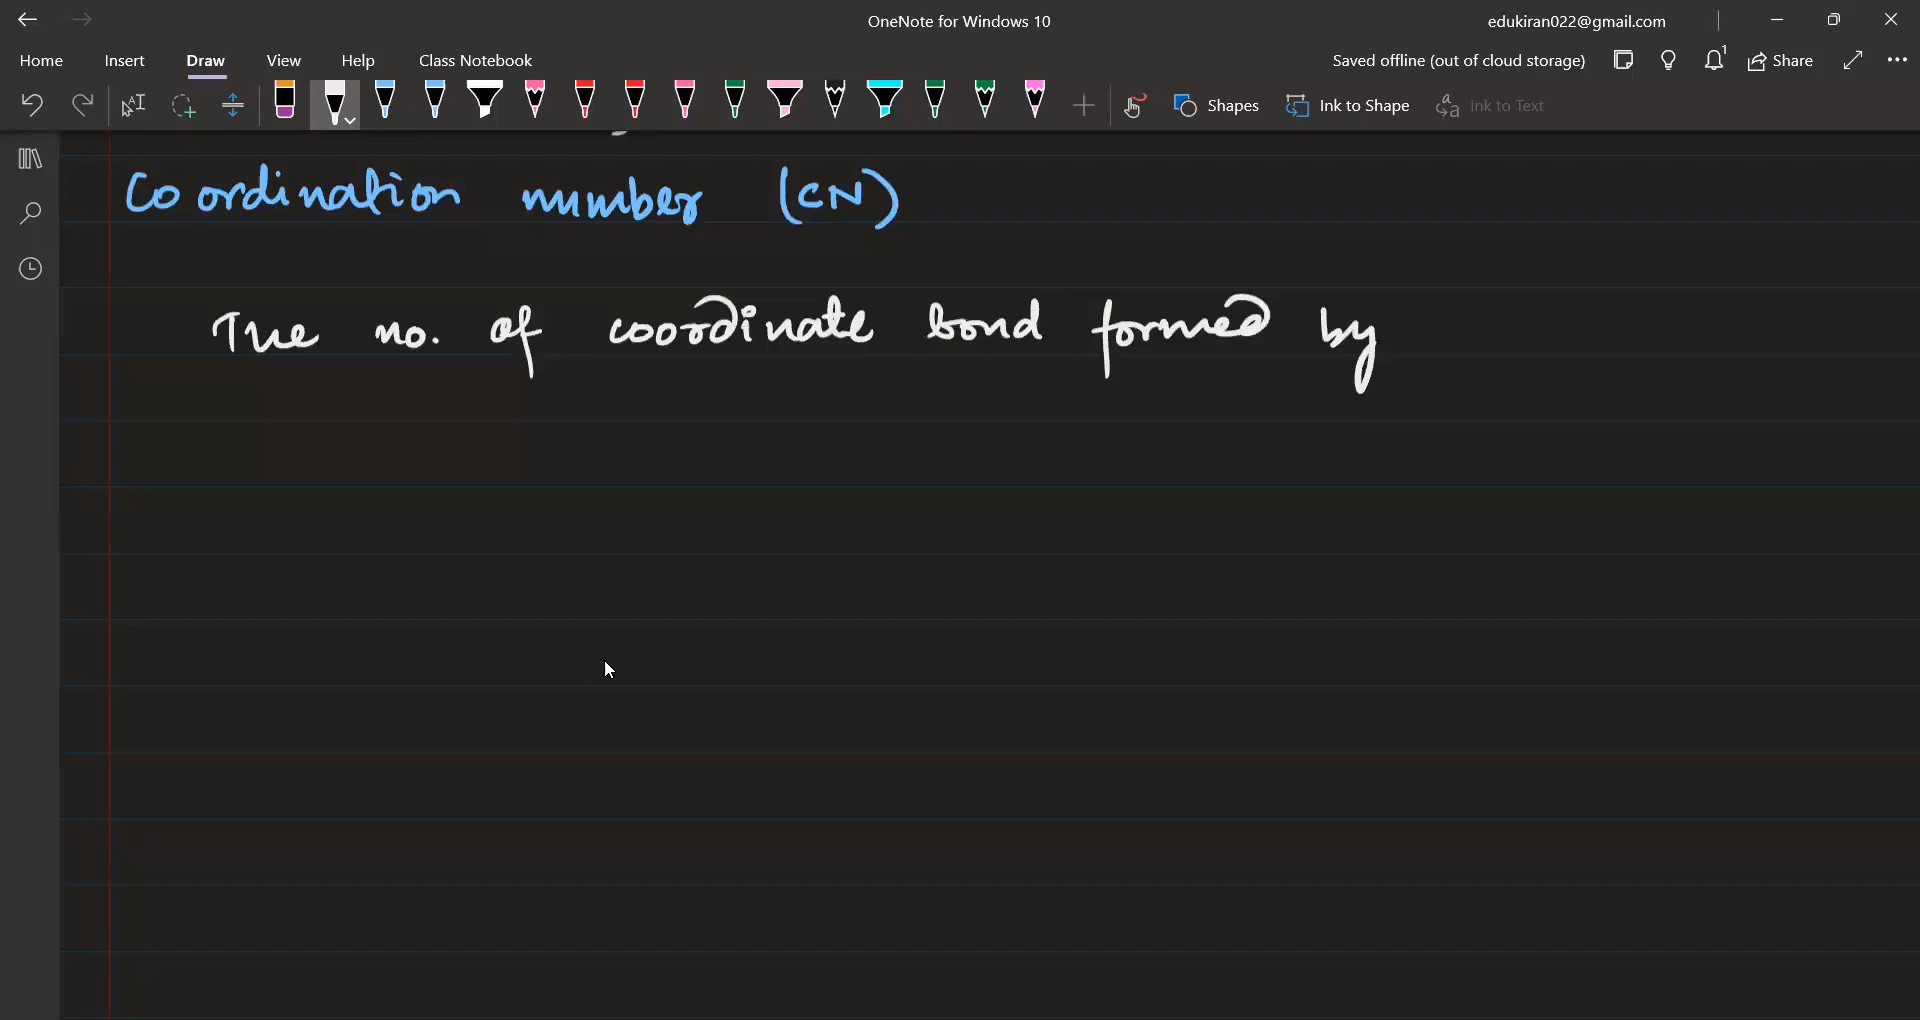 OneNote for Windows 10
edukiran022@gmail.com
Home Insert Draw View Help Class Notebook
Saved offline (out of cloud storage)
1
Share
Shapes
Ink to Shape
Ink to Text
Coordination number (CN)
The no. of coordinate bond formed by